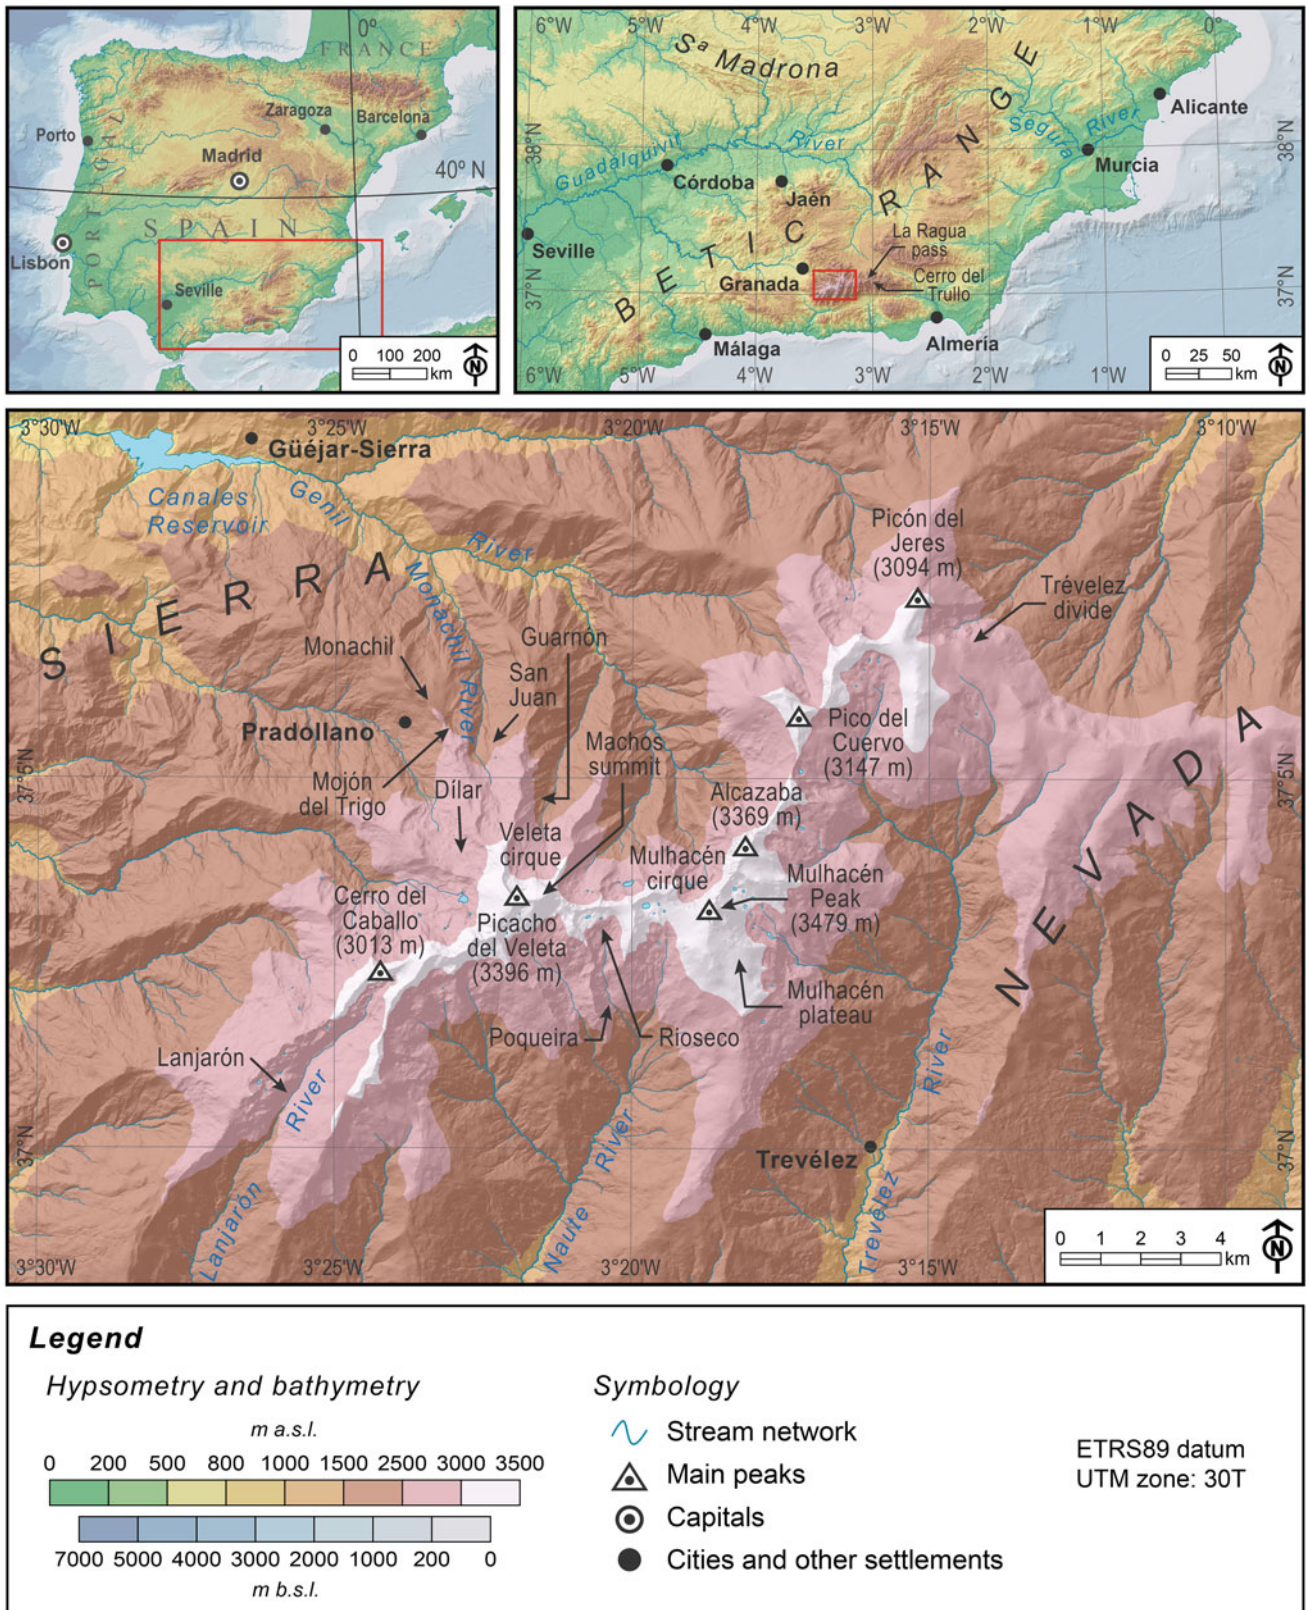 0°
FRANCE
Zaragoza
Barcelona
Porto
Madrid
40° N
PORTUGAL
SPAIN
Lisbon
Seville
0 100 200
km
N
6°W 5°W 4°W 3°W 2°W 1°W 0°
Sª Madrona
Alicante
38°N
Guadalquivir River
Segura River
38°N
Murcia
Córdoba
Jaén
BETIC RANGE
Seville
La Ragua
pass
Granada
Cerro del
Trullo
37°N
37°N
Málaga
Almería
6°W 5°W 4°W 3°W 2°W 1°W
0 25 50
km
N
3°30'W 3°25'W 3°20'W 3°15'W 3°10'W
Güéjar-Sierra
Canales
Reservoir
Genil River
Picón del
Jeres
(3094 m)
SIERRA
Monachil River
Trévelez
divide
Guarnón
Monachil
San
Juan
Pradollano
Machos
summit
Pico del
Cuervo
(3147 m)
NEVADA
37°5'N
37°5'N
Mojón
del Trigo
Dílar
Alcazaba
(3369 m)
Veleta
cirque
Mulhacén
cirque
Mulhacén
Peak
(3479 m)
Cerro del
Caballo
(3013 m)
Picacho
del Veleta
(3396 m)
Mulhacén
plateau
Poqueira
Rioseco
Lanjarón
Lanjarón River
Naute River
Trevélez River
37°N
37°N
Trevélez
3°30'W 3°25'W 3°20'W 3°15'W
0 1 2 3 4
km
N
Legend
Hypsometry and bathymetry
m a.s.l.
0 200 500 800 1000 1500 2500 3000 3500
7000 5000 4000 3000 2000 1000 200 0
m b.s.l.
Symbology
Stream network
Main peaks
Capitals
Cities and other settlements
ETRS89 datum
UTM zone: 30T